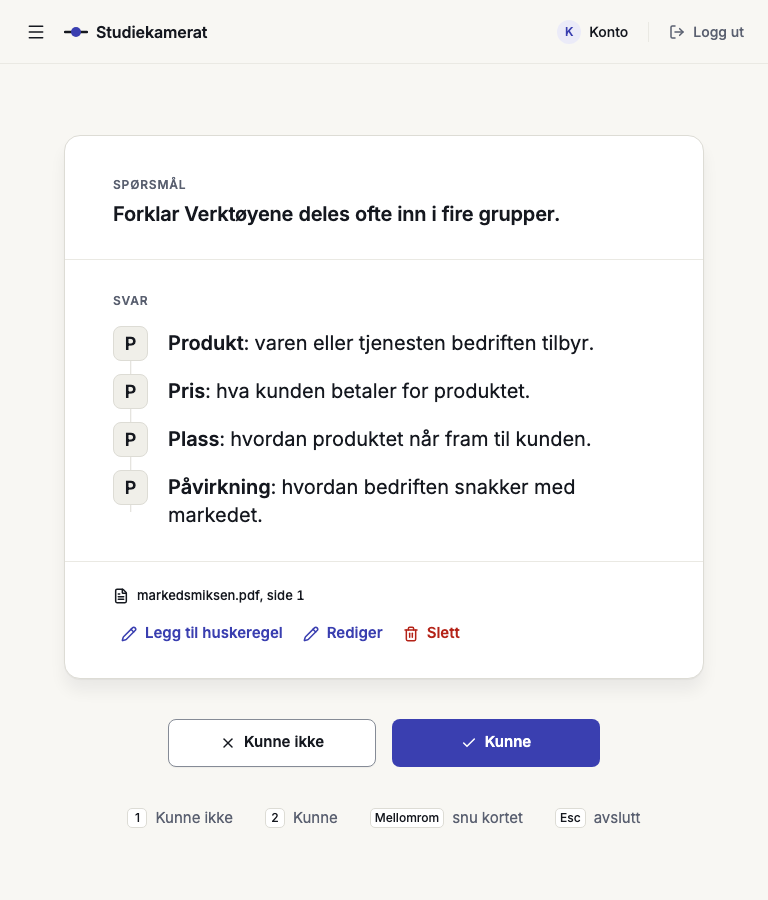 Studiekamerat
K Konto
Logg ut
SPØRSMÅL
Forklar Verktøyene deles ofte inn i fire grupper.
SVAR
P Produkt: varen eller tjenesten bedriften tilbyr.
P Pris: hva kunden betaler for produktet.
P Plass: hvordan produktet når fram til kunden.
P Påvirkning: hvordan bedriften snakker med
markedet.
markedsmiksen.pdf, side 1
Legg til huskeregel Rediger Slett
Kunne ikke Kunne
1 Kunne ikke 2 Kunne Mellomrom snu kortet Esc avslutt